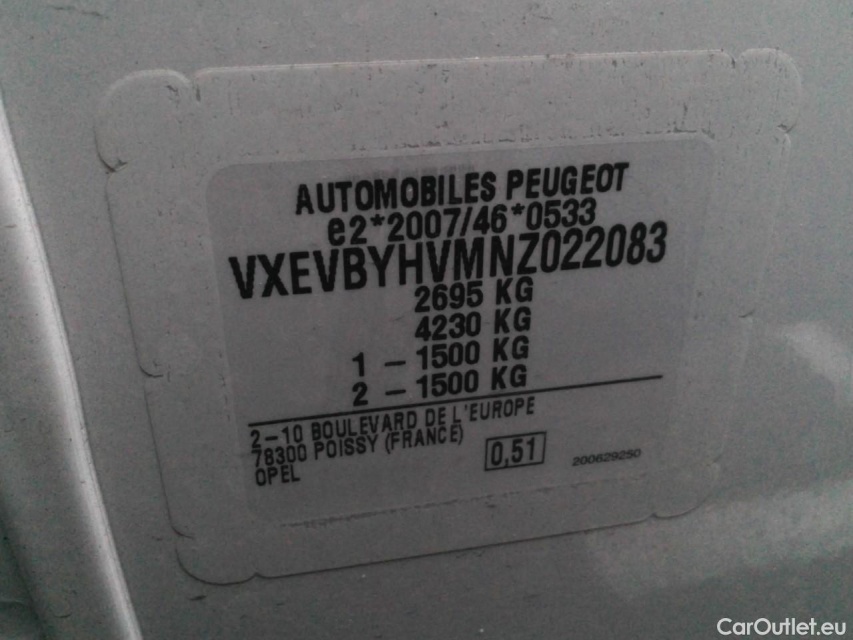 AUTOMOBILES PEUGEOT
e2*2007/46*0533
VXEVBYHVMNZ022083
2695 KG
4230 KG
1 – 1500 KG
2 – 1500 KG
2–10 BOULEVARD DE L'EUROPE
78300 POISSY (FRANCE)
OPEL
0,51
200629250
CarOutlet.eu